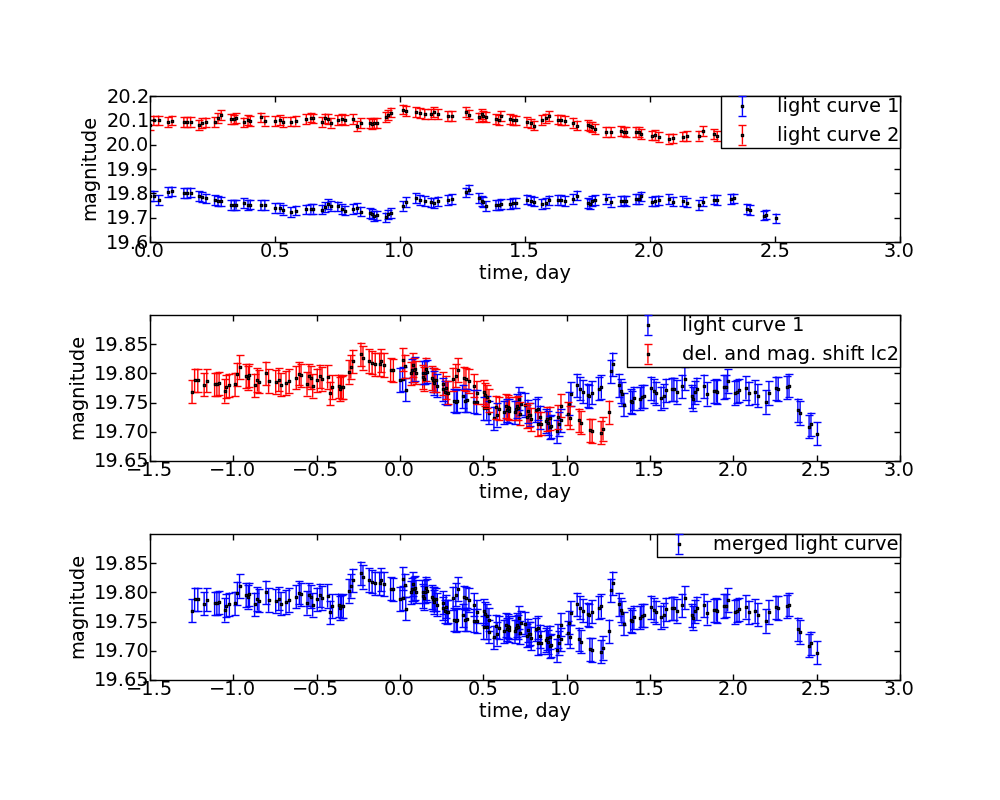 20.2
20.1
20.0
19.9
19.8
19.7
19.6
magnitude
light curve 1
light curve 2
0.0 0.5 1.0 1.5 2.0 2.5 3.0
time, day
19.85
19.80
19.75
19.70
19.65
magnitude
light curve 1
del. and mag. shift lc2
−1.5 −1.0 −0.5 0.0 0.5 1.0 1.5 2.0 2.5 3.0
time, day
19.85
19.80
19.75
19.70
19.65
magnitude
merged light curve
−1.5 −1.0 −0.5 0.0 0.5 1.0 1.5 2.0 2.5 3.0
time, day